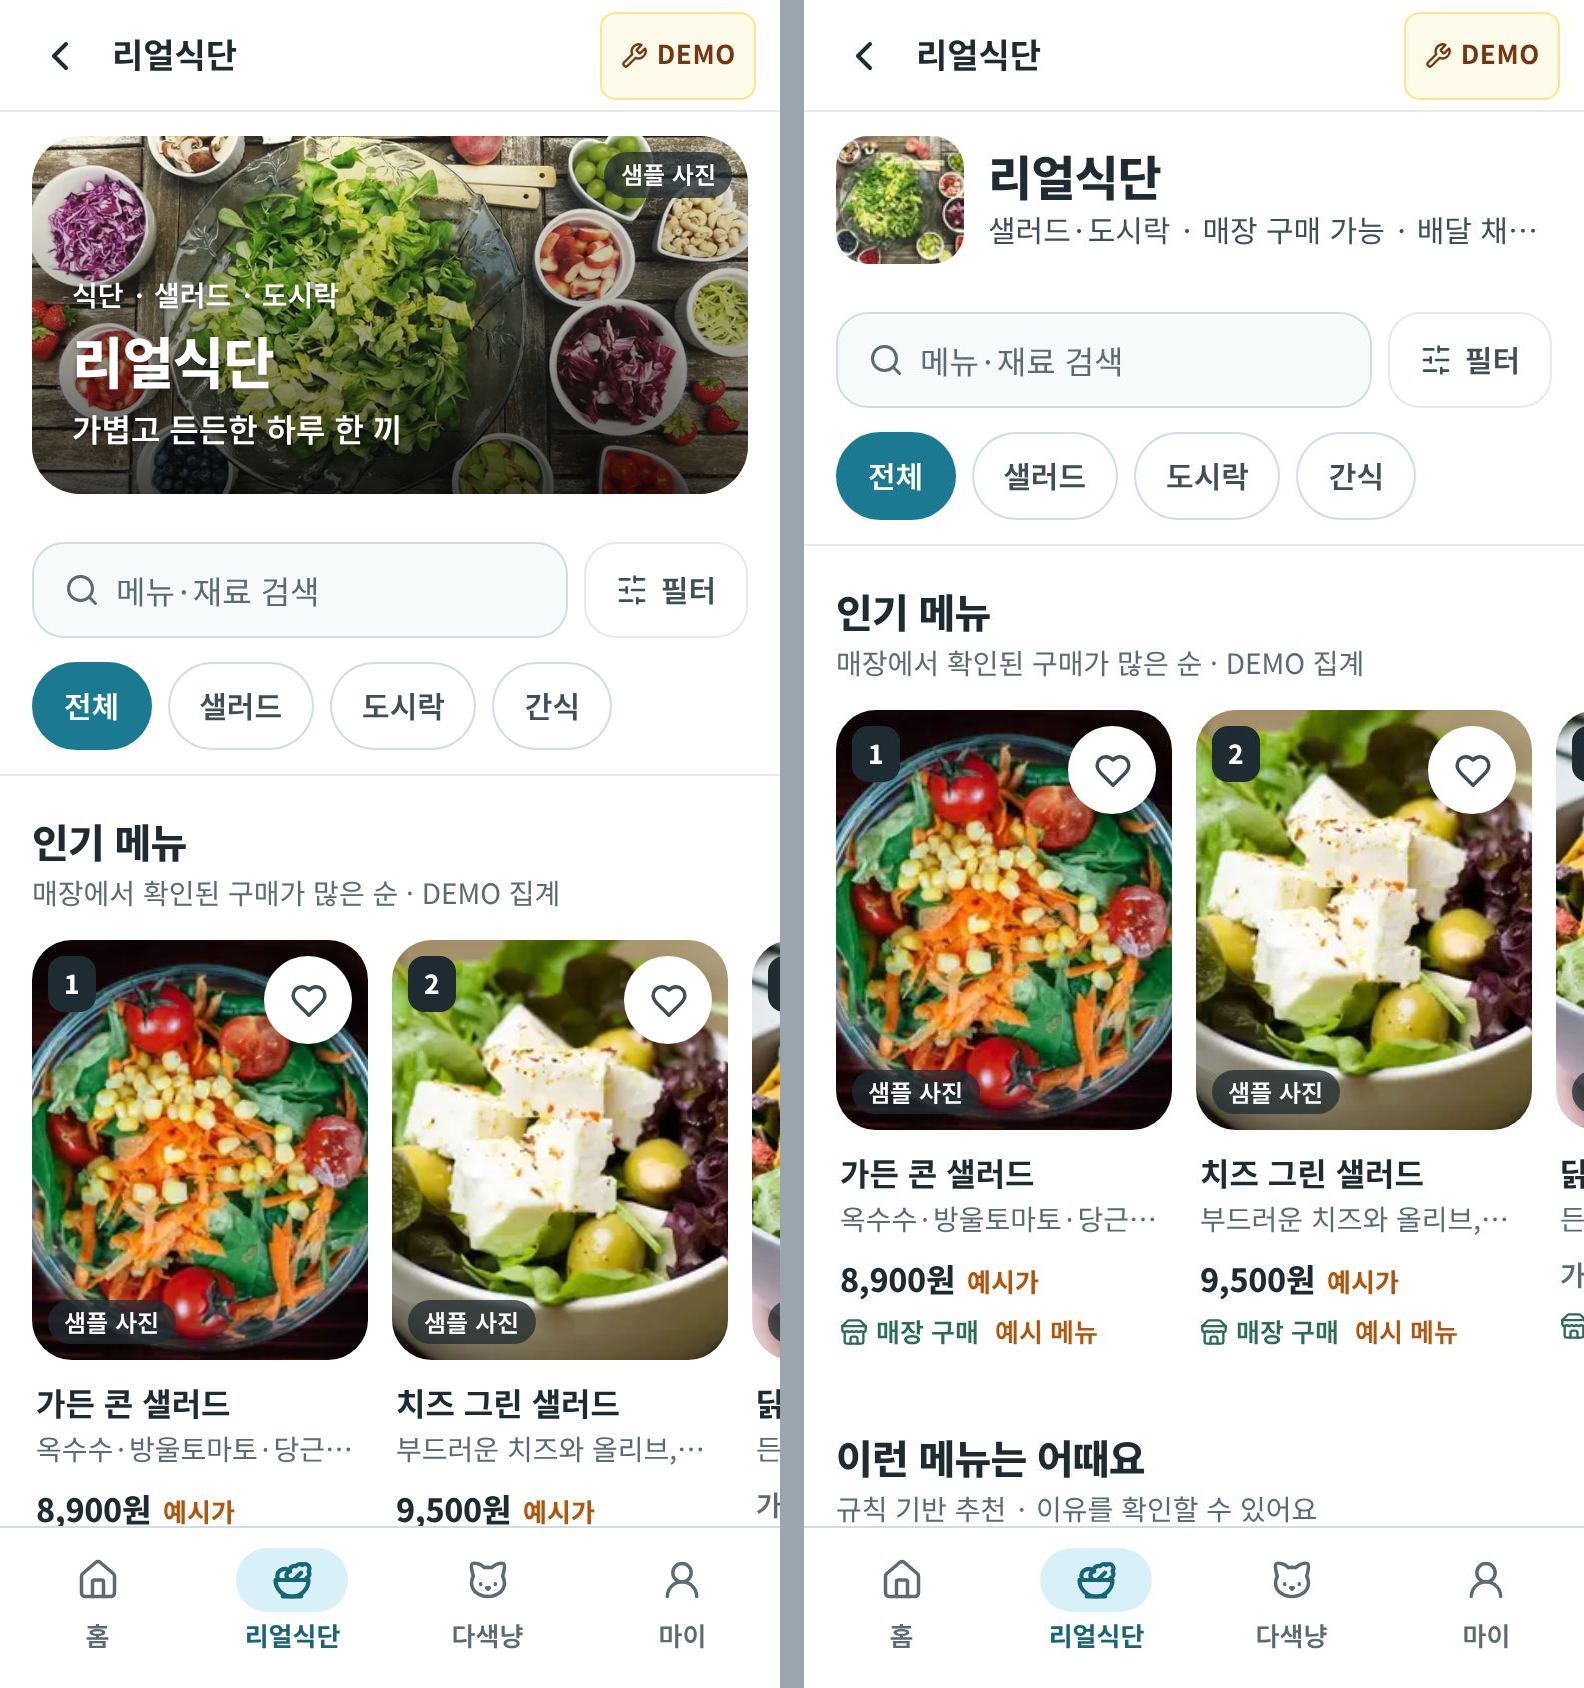 리얼식단
DEMO
샘플 사진
식단 · 샐러드 · 도시락
리얼식단
가볍고 든든한 하루 한 끼
메뉴·재료 검색
필터
전체
샐러드
도시락
간식
인기 메뉴
매장에서 확인된 구매가 많은 순 · DEMO 집계
1
2
샘플 사진
샘플 사진
가든 콘 샐러드
치즈 그린 샐러드
옥수수·방울토마토·당근…
부드러운 치즈와 올리브,…
든
8,900원 예시가
9,500원 예시가
가
홈
리얼식단
다색냥
마이
리얼식단
DEMO
리얼식단
샐러드·도시락 · 매장 구매 가능 · 배달 채…
메뉴·재료 검색
필터
전체
샐러드
도시락
간식
인기 메뉴
매장에서 확인된 구매가 많은 순 · DEMO 집계
1
2
샘플 사진
샘플 사진
가든 콘 샐러드
치즈 그린 샐러드
옥수수·방울토마토·당근…
부드러운 치즈와 올리브,…
든
8,900원 예시가
9,500원 예시가
가
매장 구매 예시 메뉴
매장 구매 예시 메뉴
이런 메뉴는 어때요
규칙 기반 추천 · 이유를 확인할 수 있어요
홈
리얼식단
다색냥
마이